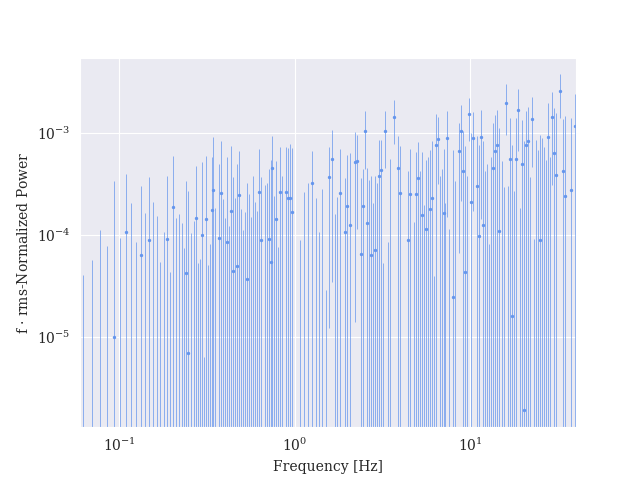 f · rms-Normalized Power
10⁻³
10⁻⁴
10⁻⁵
10⁻¹ 10⁰ 10¹
Frequency [Hz]